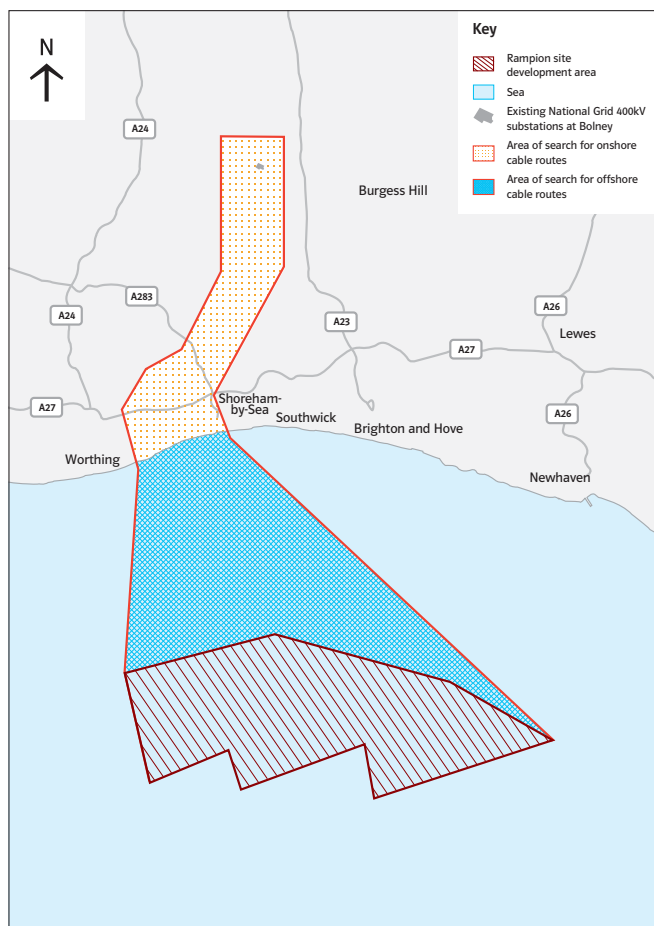 N
Key
Rampion site
development area
Sea
Existing National Grid 400kV
substations at Bolney
Area of search for onshore
cable routes
Area of search for offshore
cable routes
A24
Burgess Hill
A283
A24
A23
A26
Lewes
A27
A27
Shoreham-
by-Sea
Southwick
Brighton and Hove
A26
Worthing
Newhaven